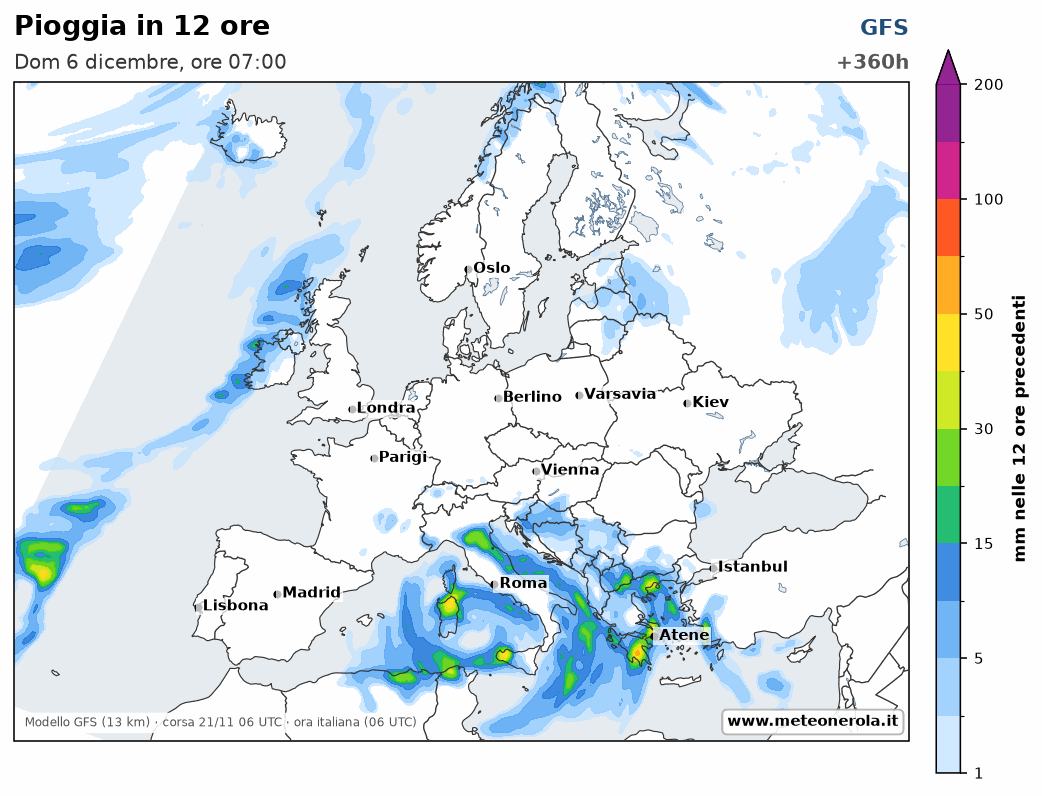 Pioggia in 12 ore
GFS
Dom 6 dicembre, ore 07:00
+360h
Oslo
Berlino
Varsavia
Kiev
Londra
Parigi
Vienna
Istanbul
Roma
Madrid
Lisbona
Atene
Modello GFS (13 km) · corsa 21/11 06 UTC · ora italiana (06 UTC)
www.meteonerola.it
200
100
50
30
15
5
1
mm nelle 12 ore precedenti